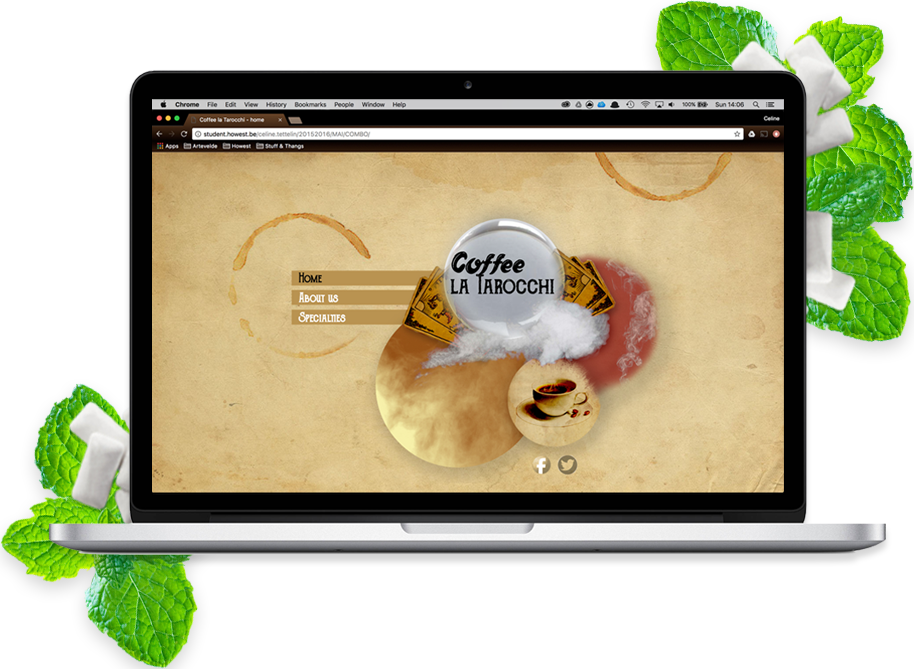 Chrome File Edit View History Bookmarks People Window Help 100% Sun 14:06
Coffee la Tarocchi - home Celine
student.howest.be/celine.tettelin/20152016/MAI/COMBO/
Apps Artevelde Howest Stuff & Thangs
Coffee
la Tarocchi
Home
About us
Specialties